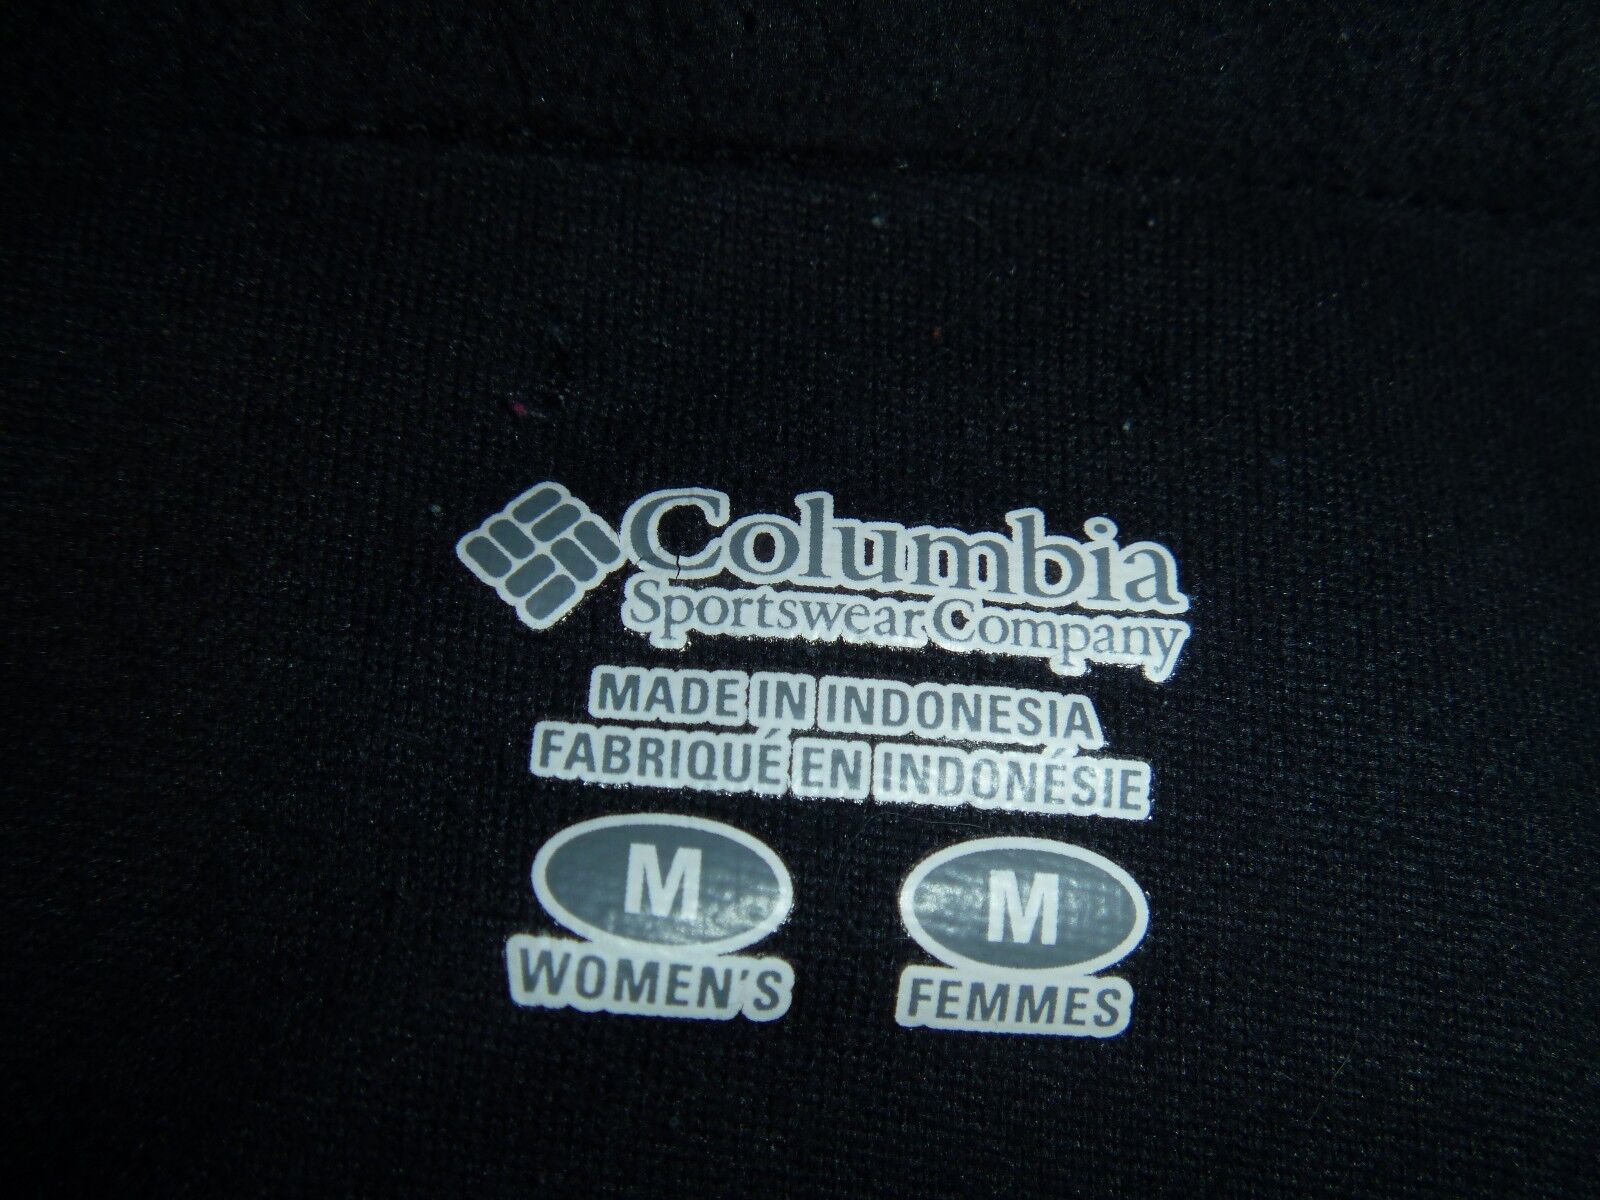 Columbia
Sportswear Company
MADE IN INDONESIA
FABRIQUÉ EN INDONÉSIE
M M
WOMEN'S FEMMES